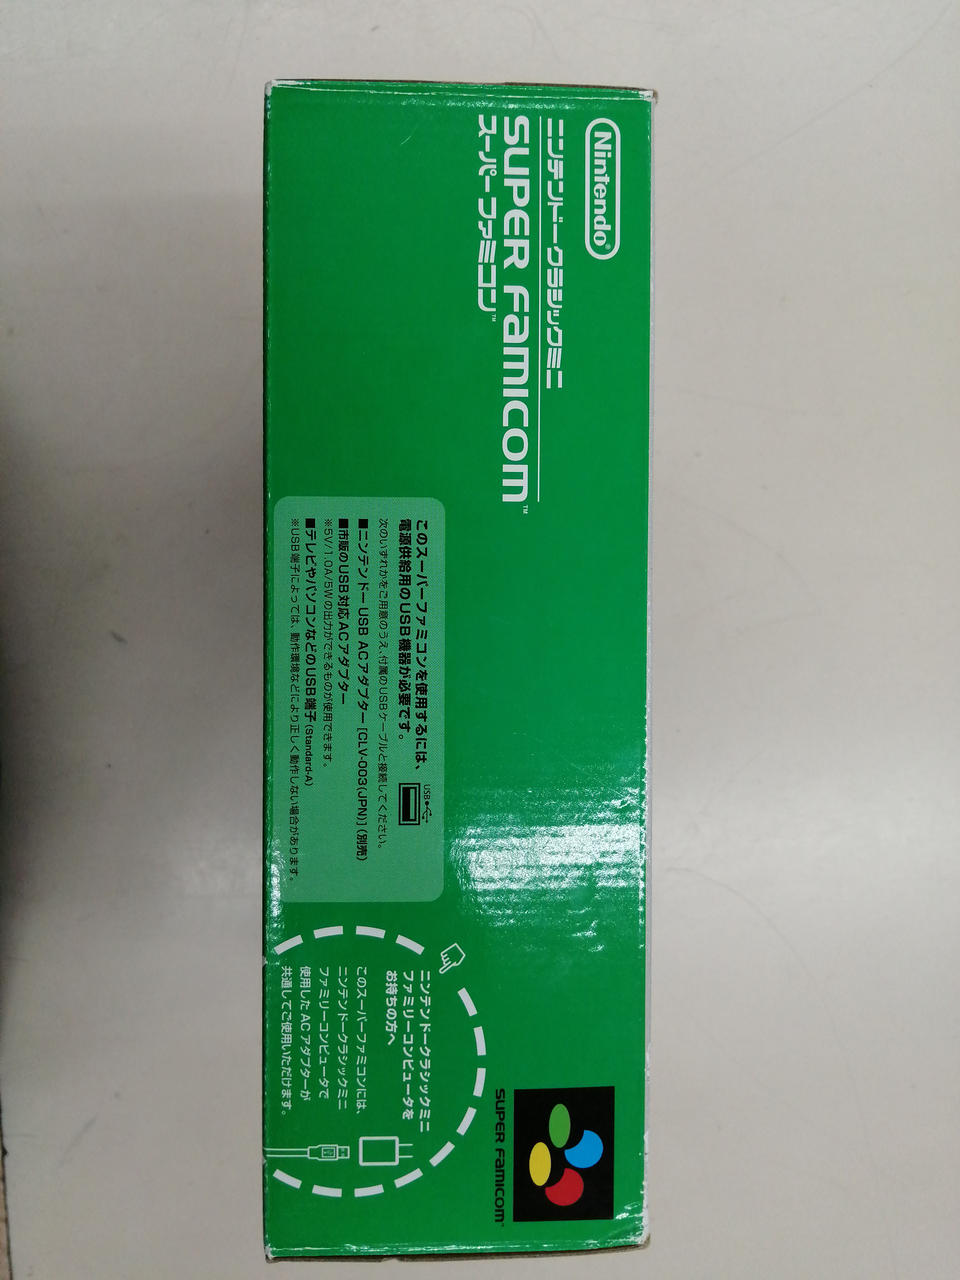 Nintendo®
ニンテンドークラシックミニ
SUPER FAMICOM™
スーパーファミコン™
このスーパーファミコンを使用するには、
電源供給用のUSB機器が必要です。
USB
次のいずれかをご用意のうえ、付属のUSBケーブルと接続してください。
■ニンテンドーUSB ACアダプター[CLV-003(JPN)](別売)
■市販のUSB対応ACアダプター
※5V/1.0A/5Wの出力ができるものが使用できます。
■テレビやパソコンなどのUSB端子(Standard-A)
※USB端子によっては、動作環境などにより正しく動作しない場合があります。
ニンテンドークラシックミニ
ファミリーコンピュータを
お持ちの方へ
このスーパーファミコンには、
ニンテンドークラシックミニ
ファミリーコンピュータで
使用したACアダプターが
共通してご使用いただけます。
SUPER FAMICOM™